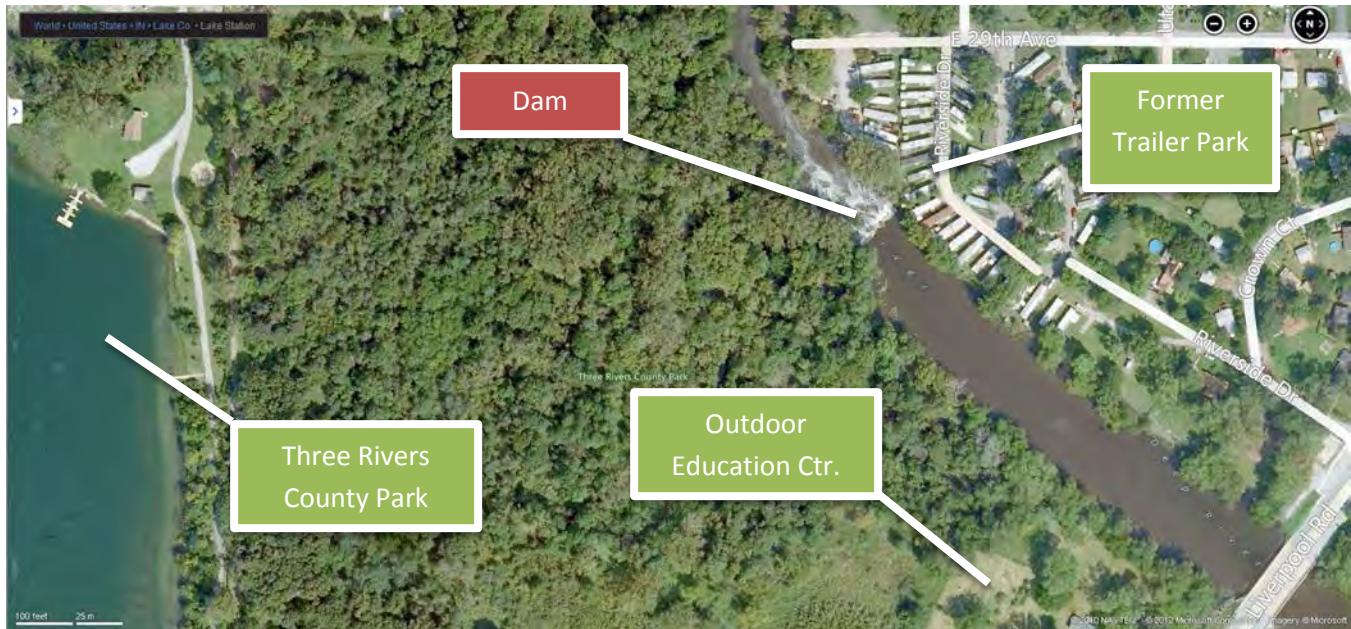 World • United States • IN • Lake Co. • Lake Station
E 29th Ave
N
Dam
Former
Trailer Park
Riverside Dr
Crown Ct
Three Rivers County Park
Riverside Dr
Outdoor
Education Ctr.
Three Rivers
County Park
Liverpool Rd
100 feet 25 m
© 2010 NAVTEQ © 2012 Microsoft
Imagery © Microsoft